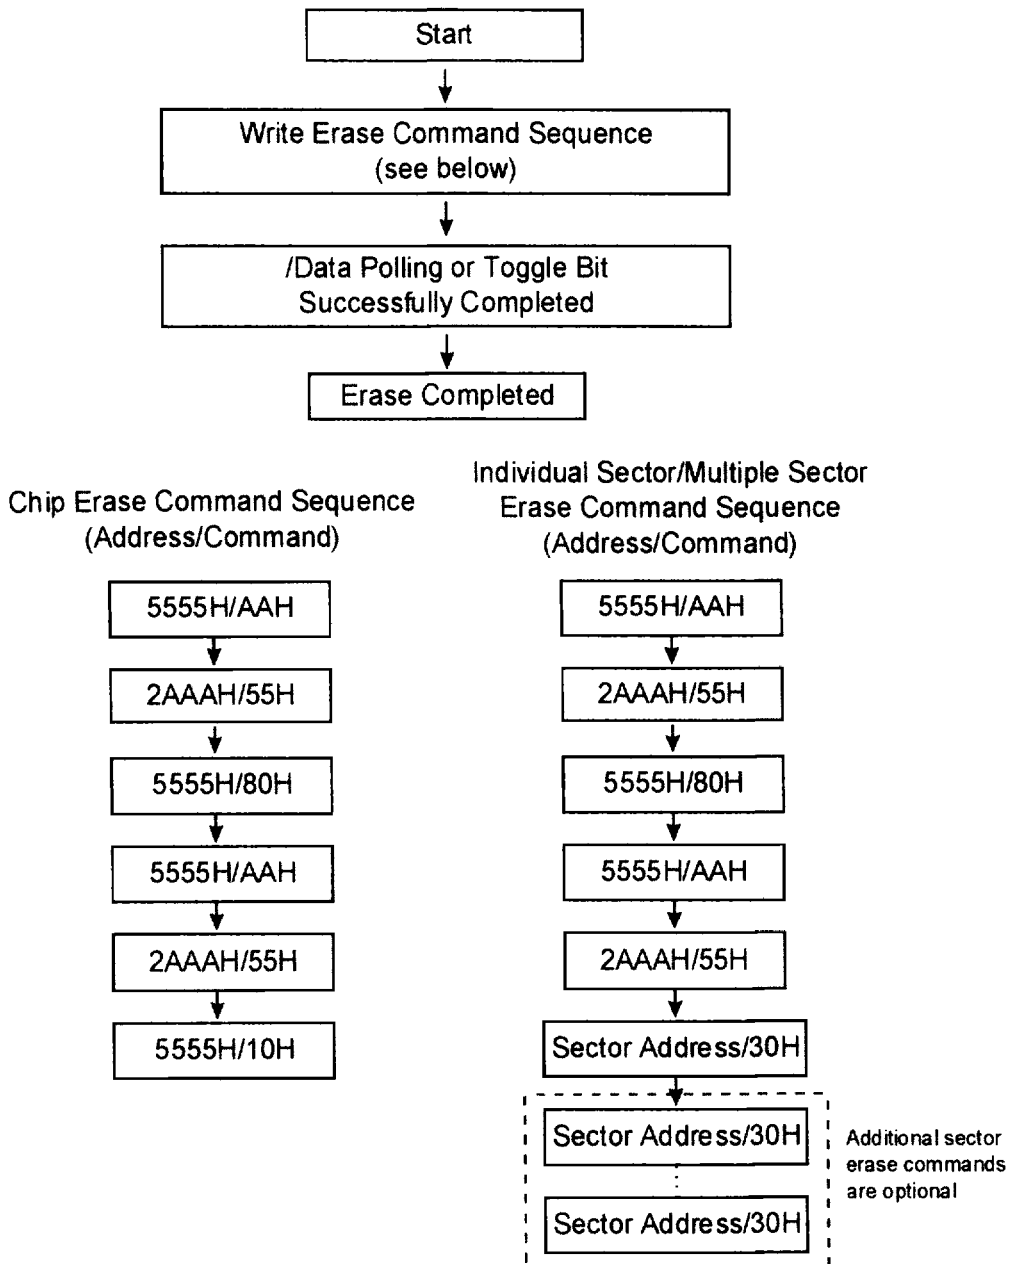 Start
Write Erase Command Sequence
(see below)
/Data Polling or Toggle Bit
Successfully Completed
Erase Completed
Chip Erase Command Sequence
(Address/Command)
5555H/AAH
2AAAH/55H
5555H/80H
5555H/AAH
2AAAH/55H
5555H/10H
Individual Sector/Multiple Sector
Erase Command Sequence
(Address/Command)
5555H/AAH
2AAAH/55H
5555H/80H
5555H/AAH
2AAAH/55H
Sector Address/30H
Sector Address/30H
Sector Address/30H
Additional sector
erase commands
are optional